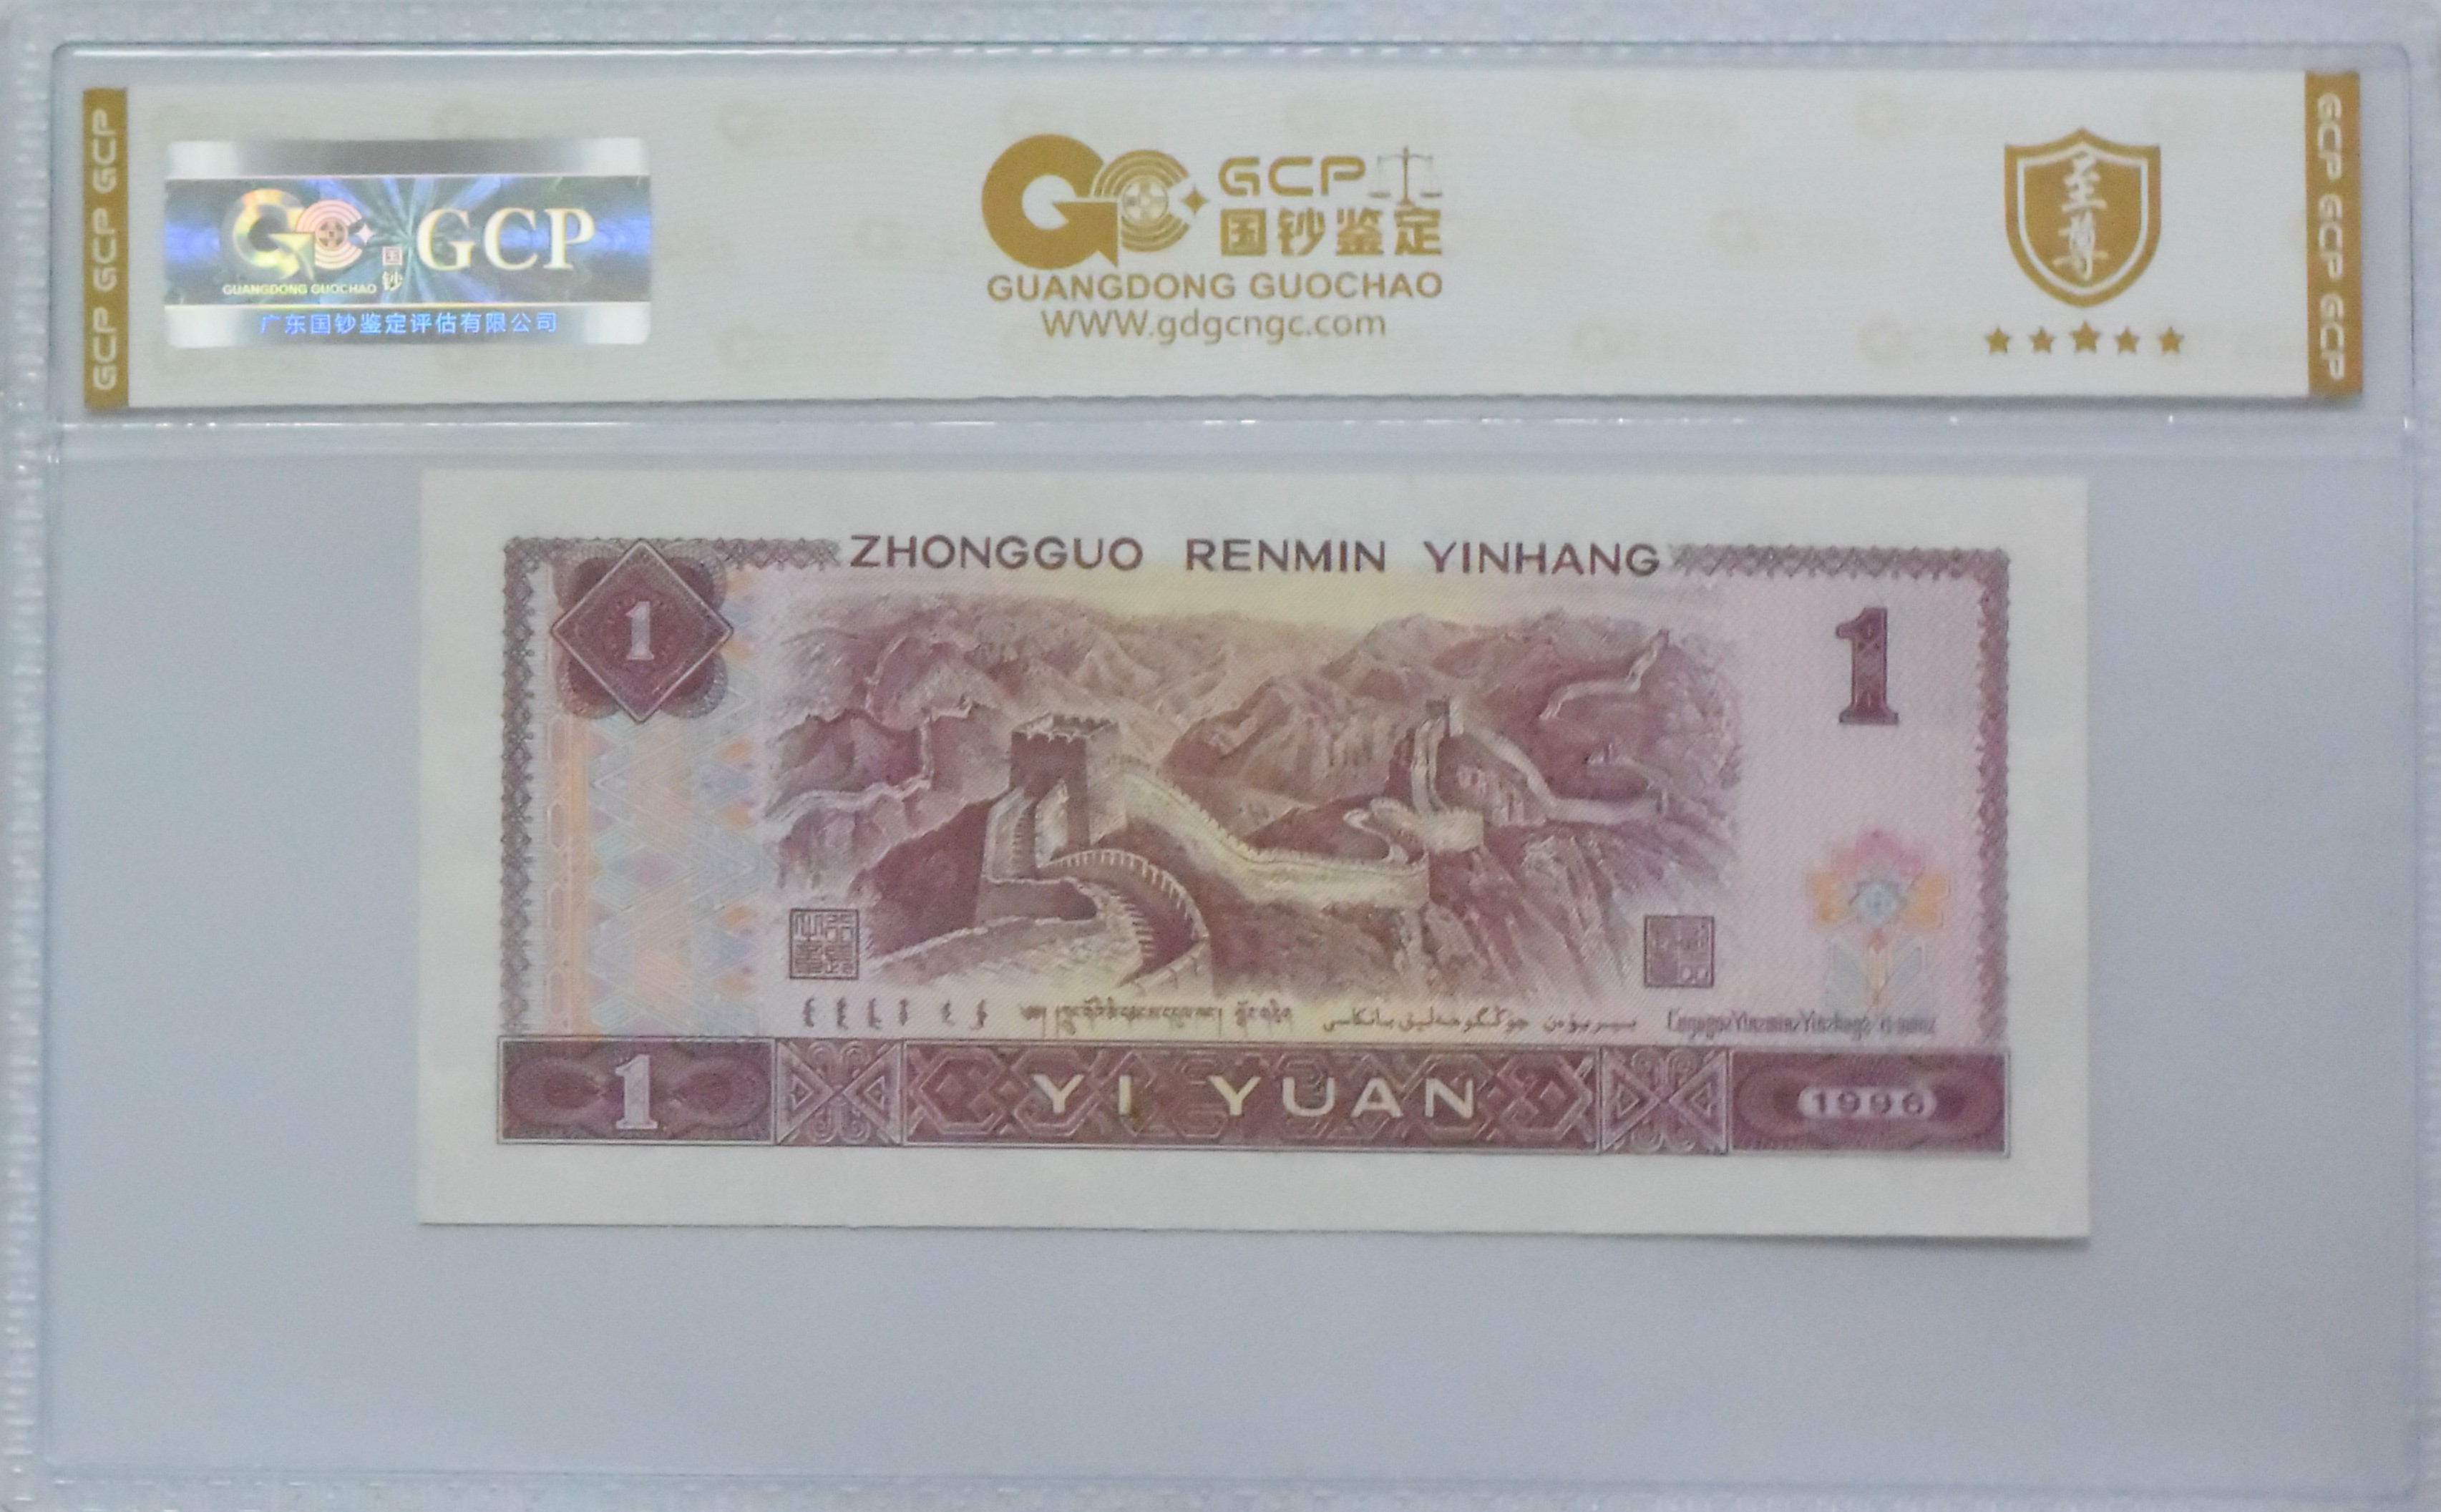 GCP GCP GCP
GCP
国钞
GUANGDONG GUOCHAO
广东国钞鉴定评估有限公司
GCP
国钞鉴定
GUANGDONG GUOCHAO
WWW.gdgcngc.com
至尊
GCP GCP GCP GCP
ZHONGGUO RENMIN YINHANG
1
1
1
YI YUAN
1996